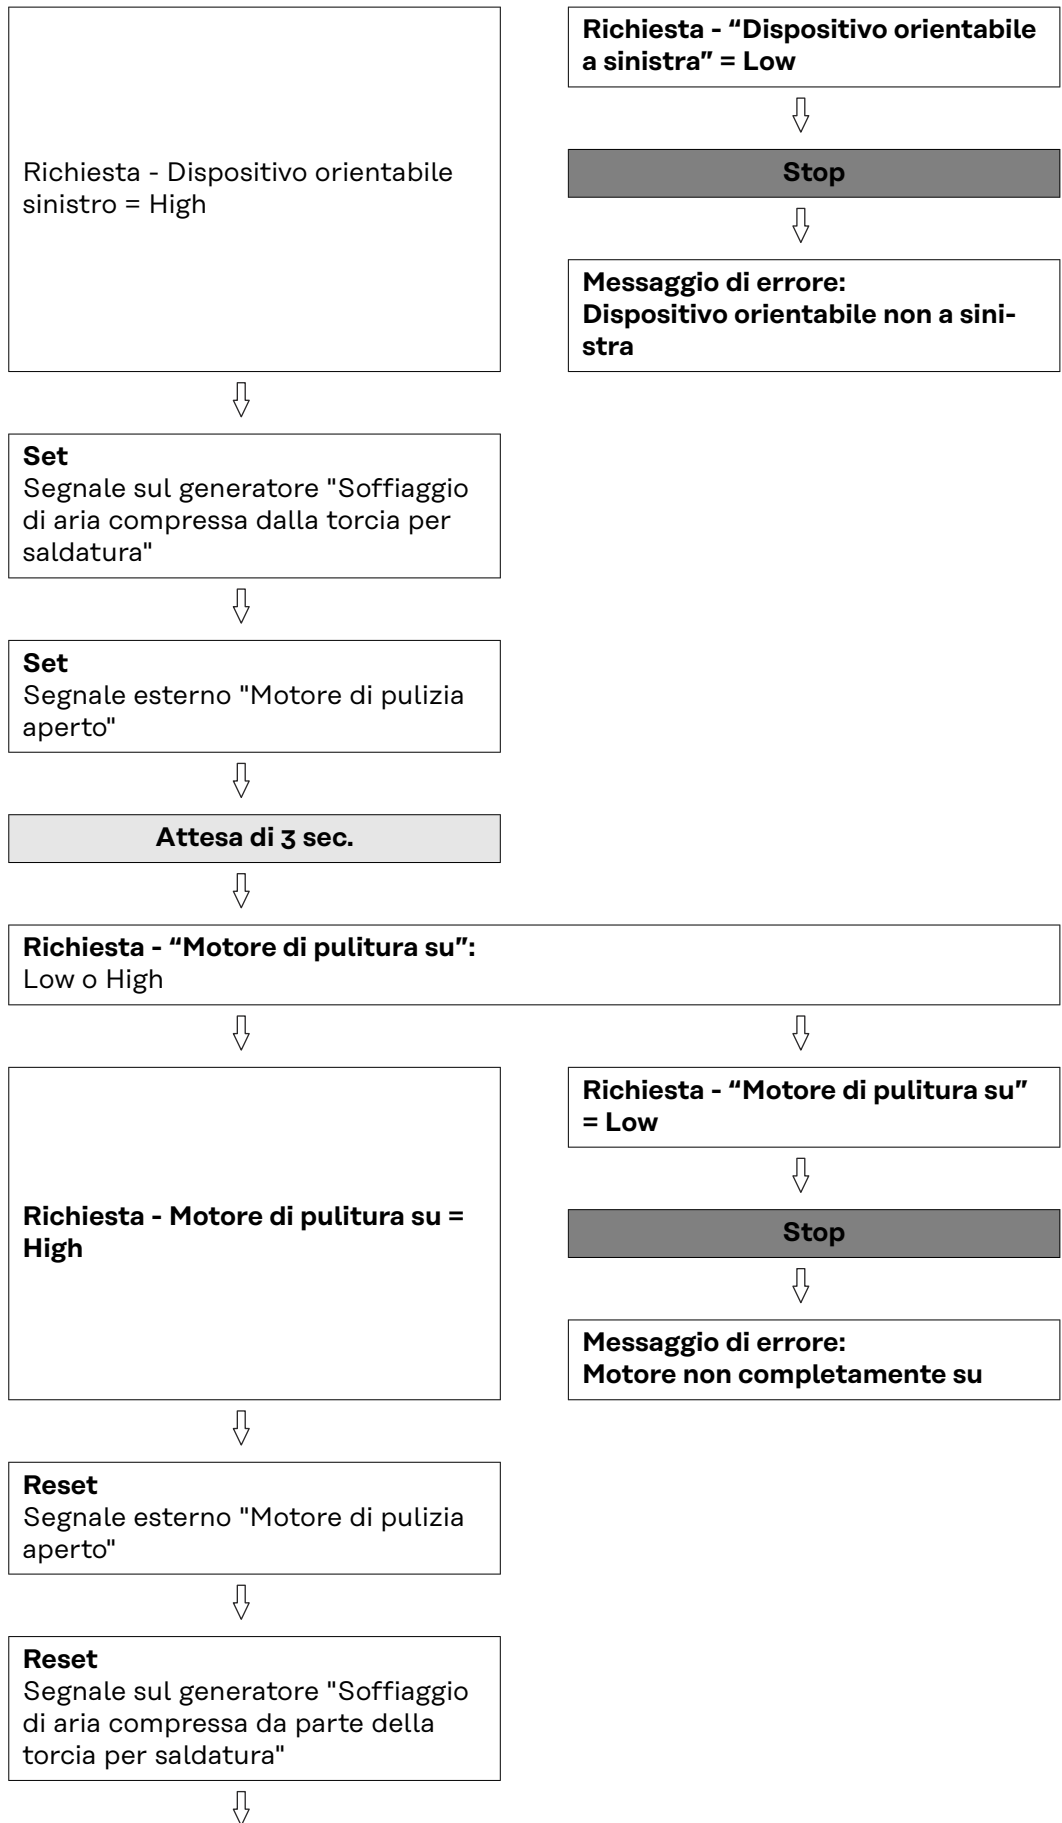 Richiesta - Dispositivo orientabile
sinistro = High
Richiesta - “Dispositivo orientabile
a sinistra” = Low
Stop
Messaggio di errore:
Dispositivo orientabile non a sini-
stra
Set
Segnale sul generatore "Soffiaggio
di aria compressa dalla torcia per
saldatura"
Set
Segnale esterno "Motore di pulizia
aperto"
Attesa di 3 sec.
Richiesta - “Motore di pulitura su”:
Low o High
Richiesta - Motore di pulitura su =
High
Richiesta - “Motore di pulitura su”
= Low
Stop
Messaggio di errore:
Motore non completamente su
Reset
Segnale esterno "Motore di pulizia
aperto"
Reset
Segnale sul generatore "Soffiaggio
di aria compressa da parte della
torcia per saldatura"